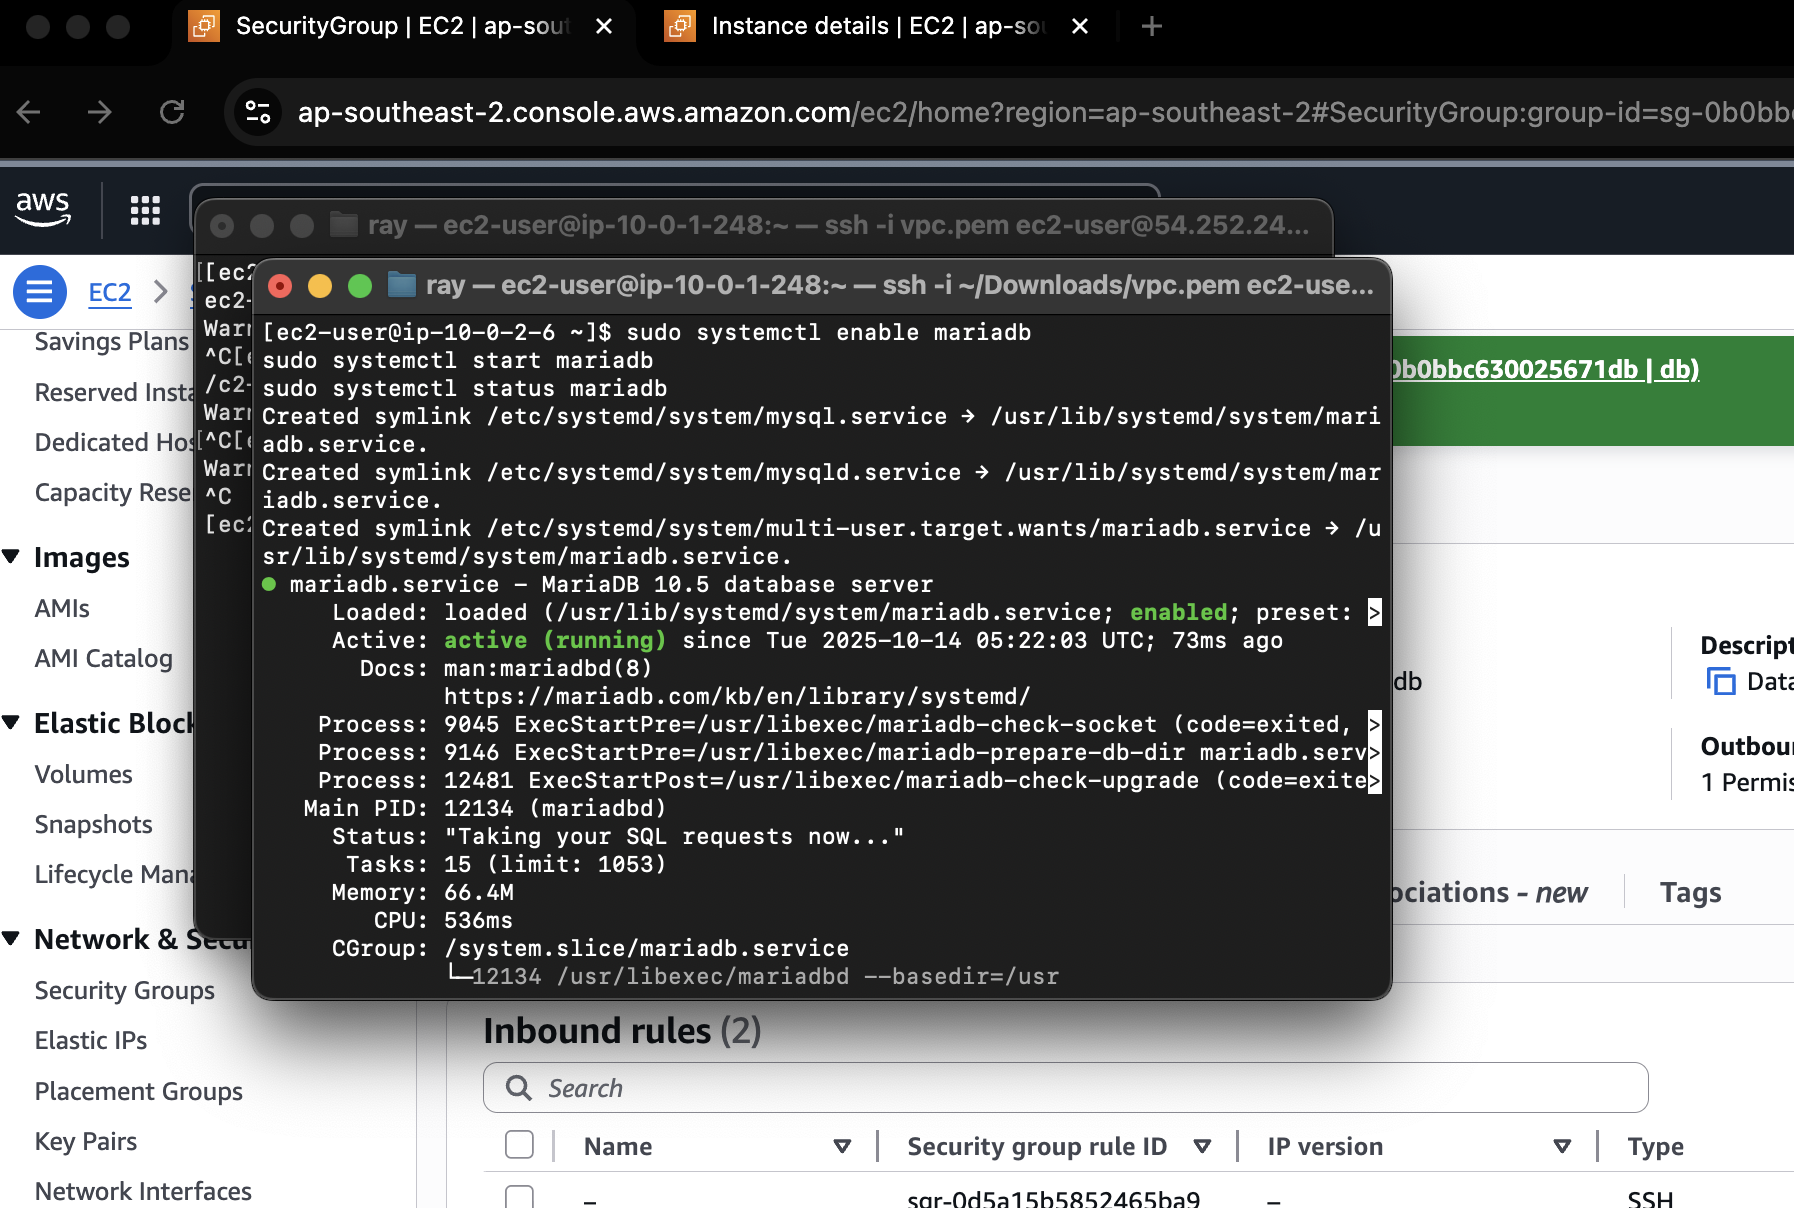 SecurityGroup | EC2 | ap-sout
Instance details | EC2 | ap-sou
ap-southeast-2.console.aws.amazon.com/ec2/home?region=ap-southeast-2#SecurityGroup:group-id=sg-0b0bb
aws
ray — ec2-user@ip-10-0-1-248:~ — ssh -i vpc.pem ec2-user@54.252.24...
ray — ec2-user@ip-10-0-1-248:~ — ssh -i ~/Downloads/vpc.pem ec2-use...
EC2
[[ec2
ec2-
Warr
^C[e
/c2-
Warr
[^C[e
Warr
^C
[ec2
[ec2-user@ip-10-0-2-6 ~]$ sudo systemctl enable mariadb
sudo systemctl start mariadb
sudo systemctl status mariadb
Created symlink /etc/systemd/system/mysql.service → /usr/lib/systemd/system/mari
adb.service.
Created symlink /etc/systemd/system/mysqld.service → /usr/lib/systemd/system/mar
iadb.service.
Created symlink /etc/systemd/system/multi-user.target.wants/mariadb.service → /u
sr/lib/systemd/system/mariadb.service.
● mariadb.service - MariaDB 10.5 database server
Loaded: loaded (/usr/lib/systemd/system/mariadb.service; enabled; preset: >
Active: active (running) since Tue 2025-10-14 05:22:03 UTC; 73ms ago
Docs: man:mariadbd(8)
https://mariadb.com/kb/en/library/systemd/
Process: 9045 ExecStartPre=/usr/libexec/mariadb-check-socket (code=exited, >
Process: 9146 ExecStartPre=/usr/libexec/mariadb-prepare-db-dir mariadb.serv>
Process: 12481 ExecStartPost=/usr/libexec/mariadb-check-upgrade (code=exite>
Main PID: 12134 (mariadbd)
Status: "Taking your SQL requests now..."
Tasks: 15 (limit: 1053)
Memory: 66.4M
CPU: 536ms
CGroup: /system.slice/mariadb.service
└─12134 /usr/libexec/mariadbd --basedir=/usr
0b0bbc630025671db | db)
Savings Plans
Reserved Insta
Dedicated Hos
Capacity Rese
Images
AMIs
AMI Catalog
Elastic Block
Volumes
Snapshots
Lifecycle Mana
Network & Secu
Security Groups
Elastic IPs
Placement Groups
Key Pairs
Network Interfaces
db
Descript
Data
Outbou
1 Permis
ociations - new
Tags
Inbound rules (2)
Search
Name
Security group rule ID
IP version
Type
–
sgr-0d5a15b5852465ba9
–
SSH